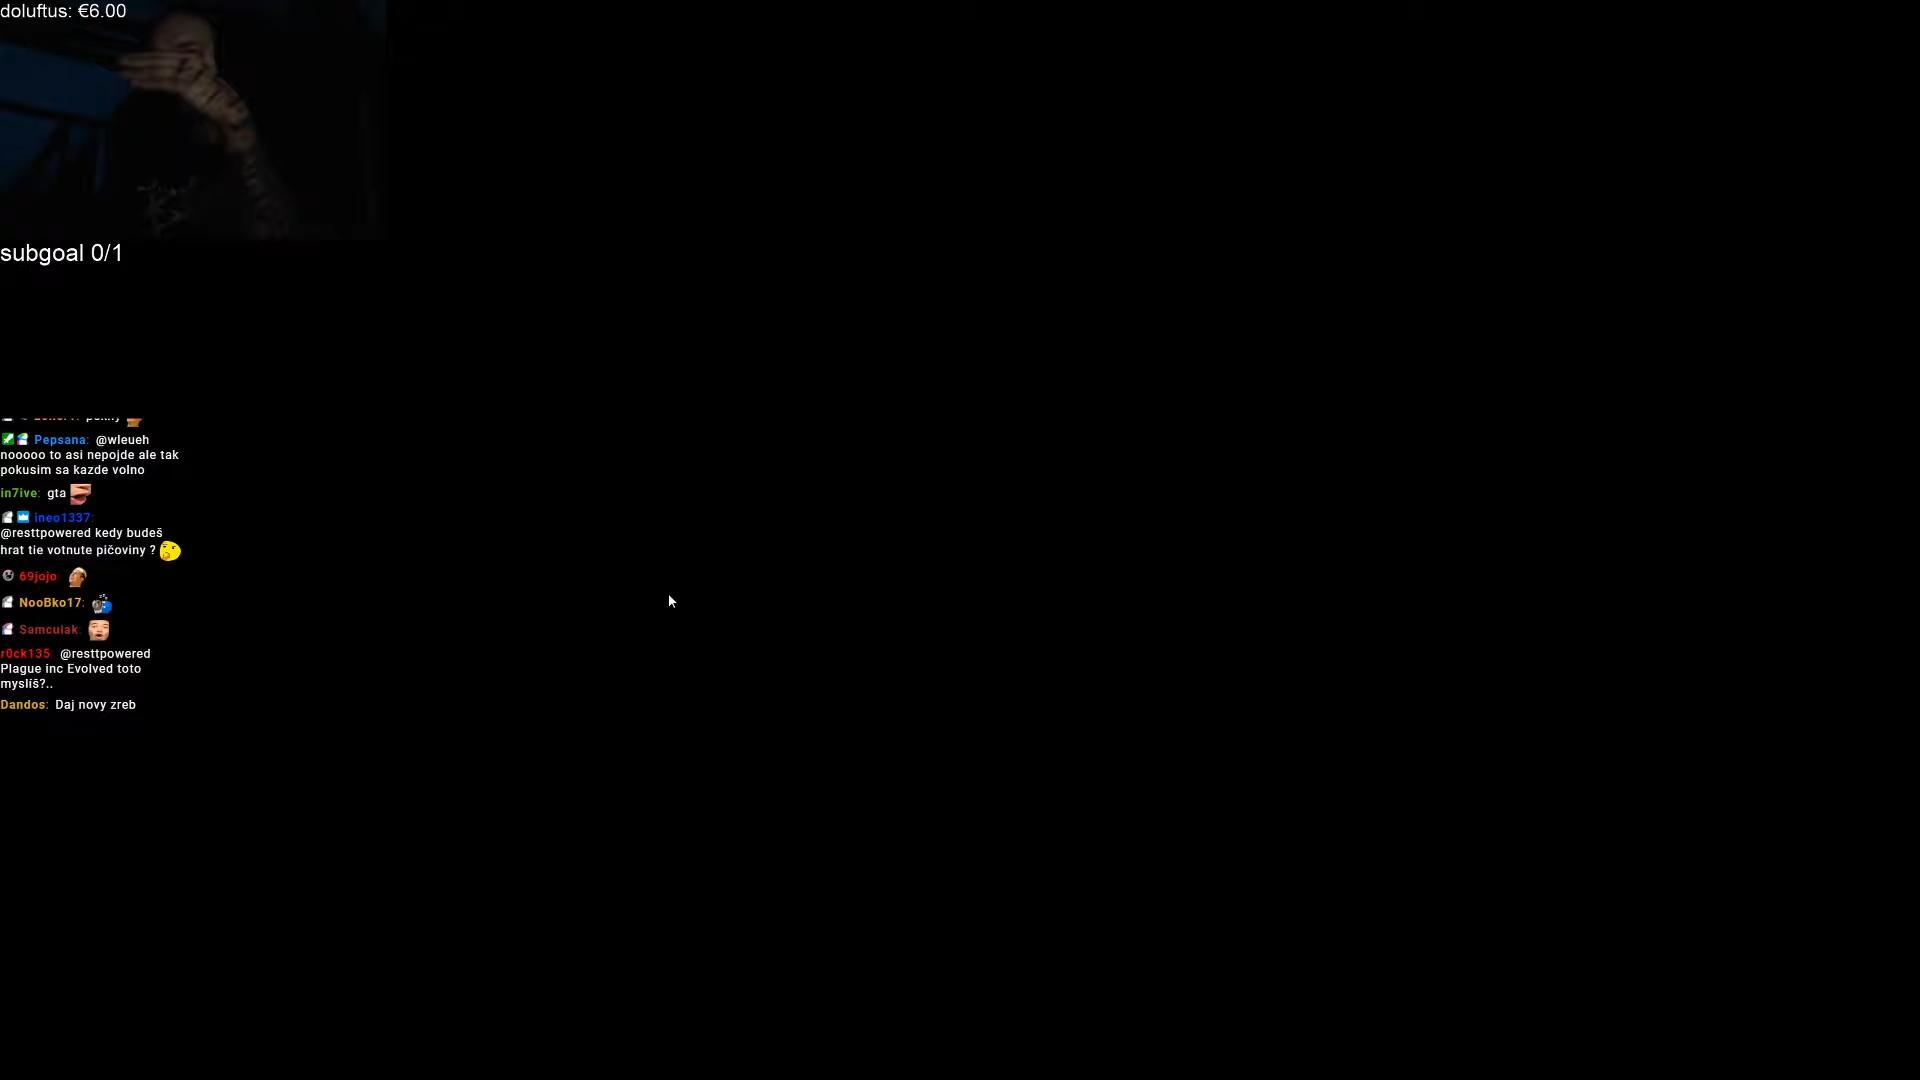 doluftus: €6.00
subgoal 0/1
Pepsana: @wleueh
nooooo to asi nepojde ale tak
pokusim sa kazde volno
in7ive: gta
ineo1337:
@resttpowered kedy budeš
hrat tie votnute pičoviny ?
69jojo
NooBko17:
Samculak:
r0ck135: @resttpowered
Plague inc Evolved toto
myslíš?..
Dandos: Daj novy zreb